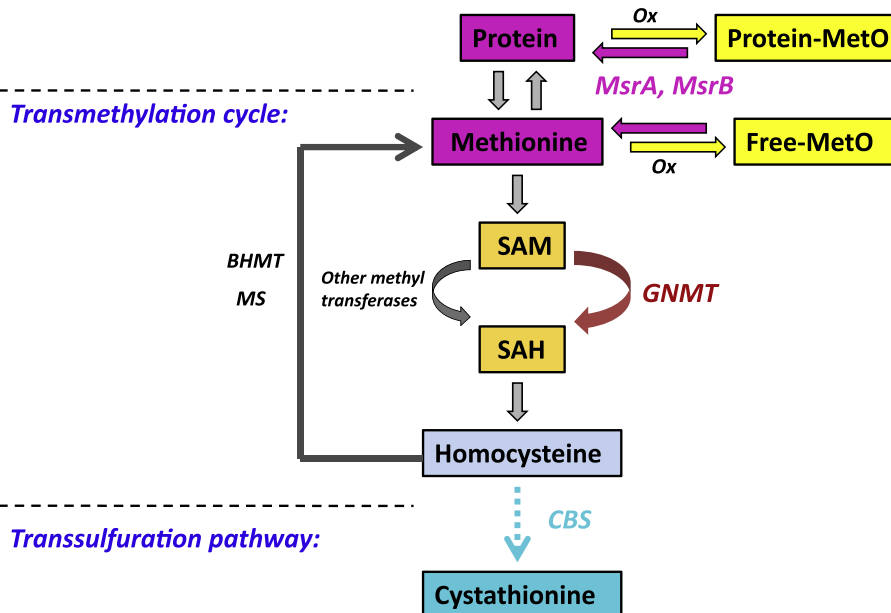 Ox
Protein
Protein-MetO
MsrA, MsrB
Transmethylation cycle:
Methionine
Free-MetO
Ox
SAM
BHMT
MS
Other methyl
transferases
GNMT
SAH
Homocysteine
CBS
Transsulfuration pathway:
Cystathionine